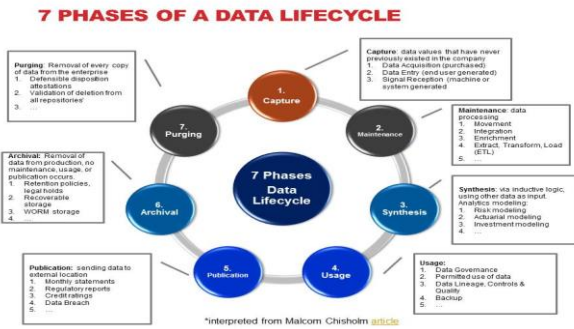 7 PHASES OF A DATA LIFECYCLE
Capture: data values that have never
previously existed in the company
1. Data Acquisition (purchased)
2. Data Entry (end user generated)
3. Signal Reception (machine or
system generated)
Purging: Removal of every copy
of data from the enterprise
1. Defensible disposition
attestations
2. Validation of deletion from
all repositories'
3. ...
1.
Capture
7.
Purging
2.
Maintenance
Maintenance: data
processing
1. Movement
2. Integration
3. Enrichment
4. Extract, Transform, Load
(ETL)
5. ...
Archival: Removal of
data from production, no
maintenance, usage, or
publication occurs.
1. Retention policies,
legal holds
2. Recoverable
storage
3. WORM storage
4. ...
7 Phases
Data
Lifecycle
6.
Archival
3.
Synthesis
Synthesis: via inductive logic,
using other data as input.
Analytics modeling:
1. Risk modeling
2. Actuarial modeling
3. Investment modeling
4. ...
5.
Publication
4.
Usage
Publication: sending data to
external location
1. Monthly statements
2. Regulatory reports
3. Credit ratings
4. Data Breach
5. ...
Usage:
1. Data Governance
2. Permitted use of data
3. Data Lineage, Controls &
Quality
4. Backup
5. ...
*interpreted from Malcom Chisholm article